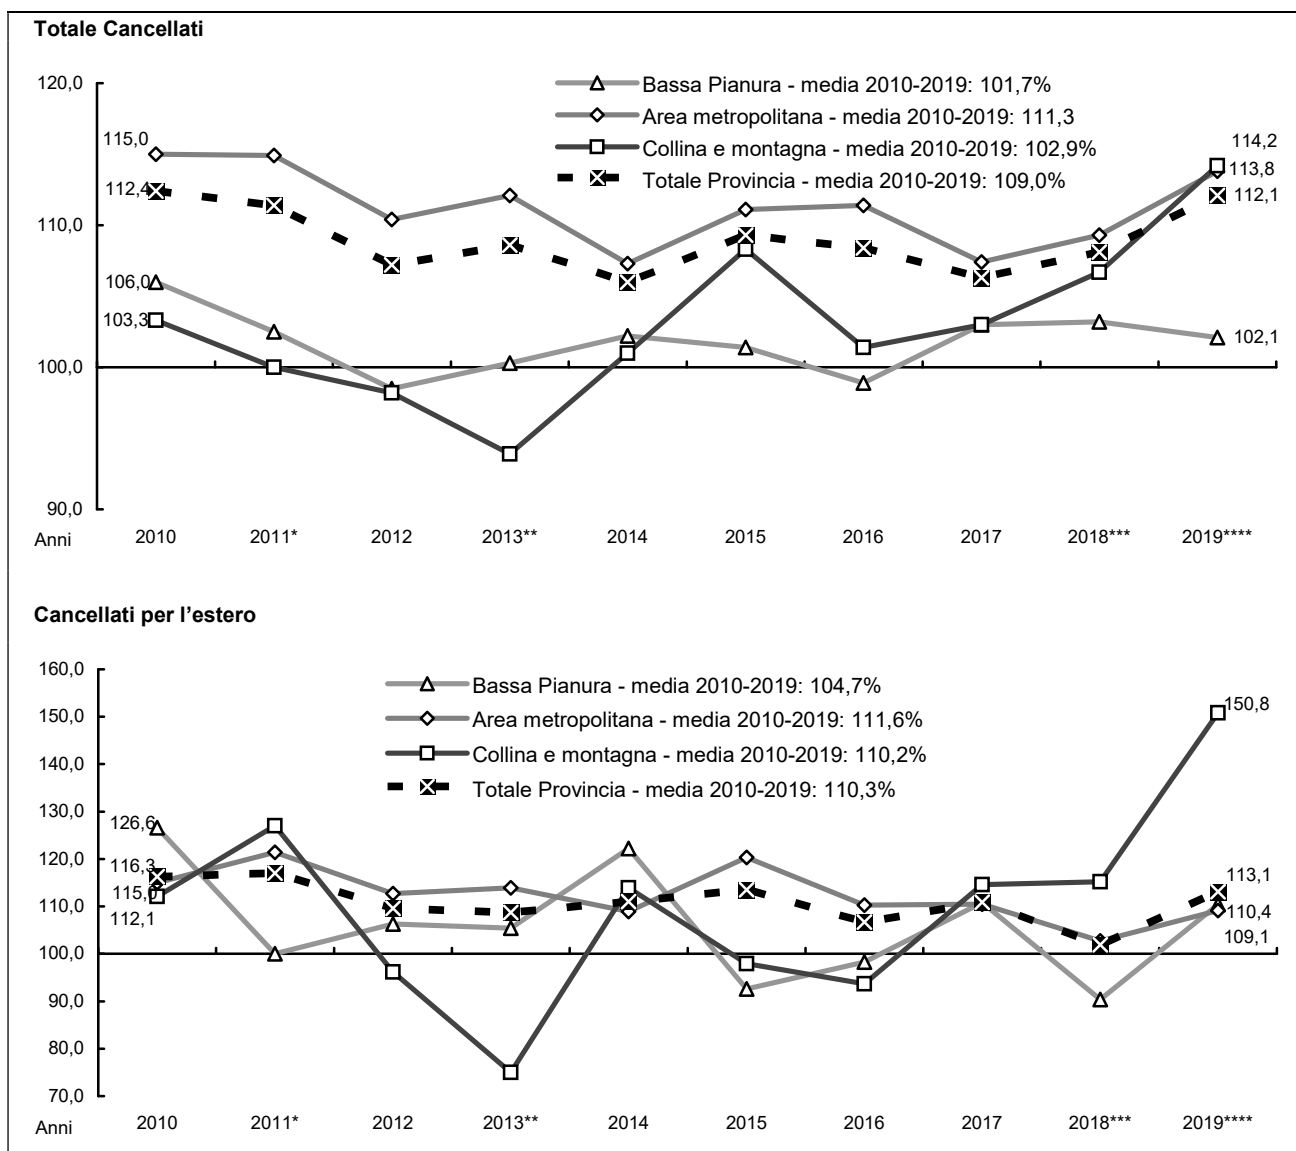 Totale Cancellati
120,0
110,0
100,0
90,0
Bassa Pianura - media 2010-2019: 101,7%
Area metropolitana - media 2010-2019: 111,3
Collina e montagna - media 2010-2019: 102,9%
Totale Provincia - media 2010-2019: 109,0%
115,0
112,4
106,0
103,3
114,2
113,8
112,1
102,1
Anni 2010 2011* 2012 2013** 2014 2015 2016 2017 2018*** 2019****
Cancellati per l’estero
160,0
150,0
140,0
130,0
120,0
110,0
100,0
90,0
80,0
70,0
Bassa Pianura - media 2010-2019: 104,7%
Area metropolitana - media 2010-2019: 111,6%
Collina e montagna - media 2010-2019: 110,2%
Totale Provincia - media 2010-2019: 110,3%
126,6
116,3
112,1
150,8
113,1
110,4
109,1
Anni 2010 2011* 2012 2013** 2014 2015 2016 2017 2018*** 2019****